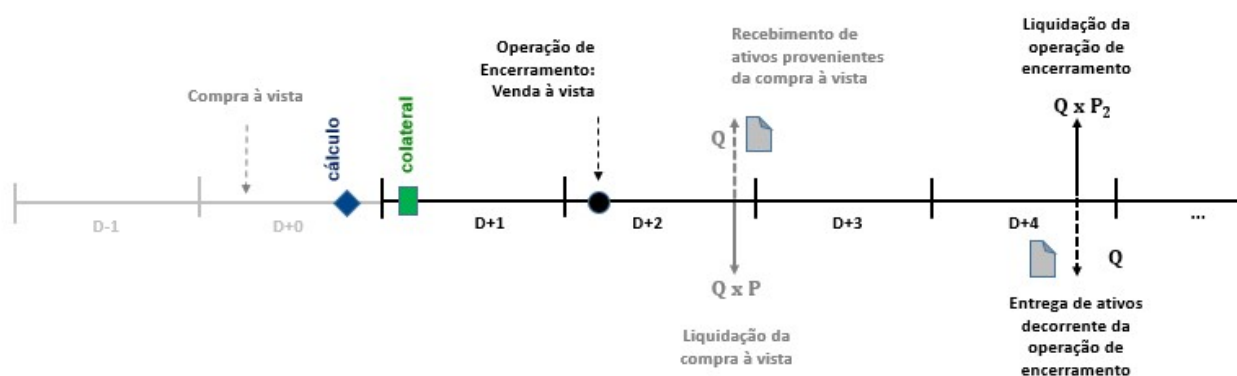 Compra à vista
cálculo
colateral
Operação de
Encerramento:
Venda à vista
Recebimento de
ativos provenientes
da compra à vista
Q
Liquidação da
operação de
encerramento
Q x P₂
D-1
D+0
D+1
D+2
D+3
D+4
...
Q x P
Liquidação da
compra à vista
Q
Entrega de ativos
decorrente da
operação de
encerramento